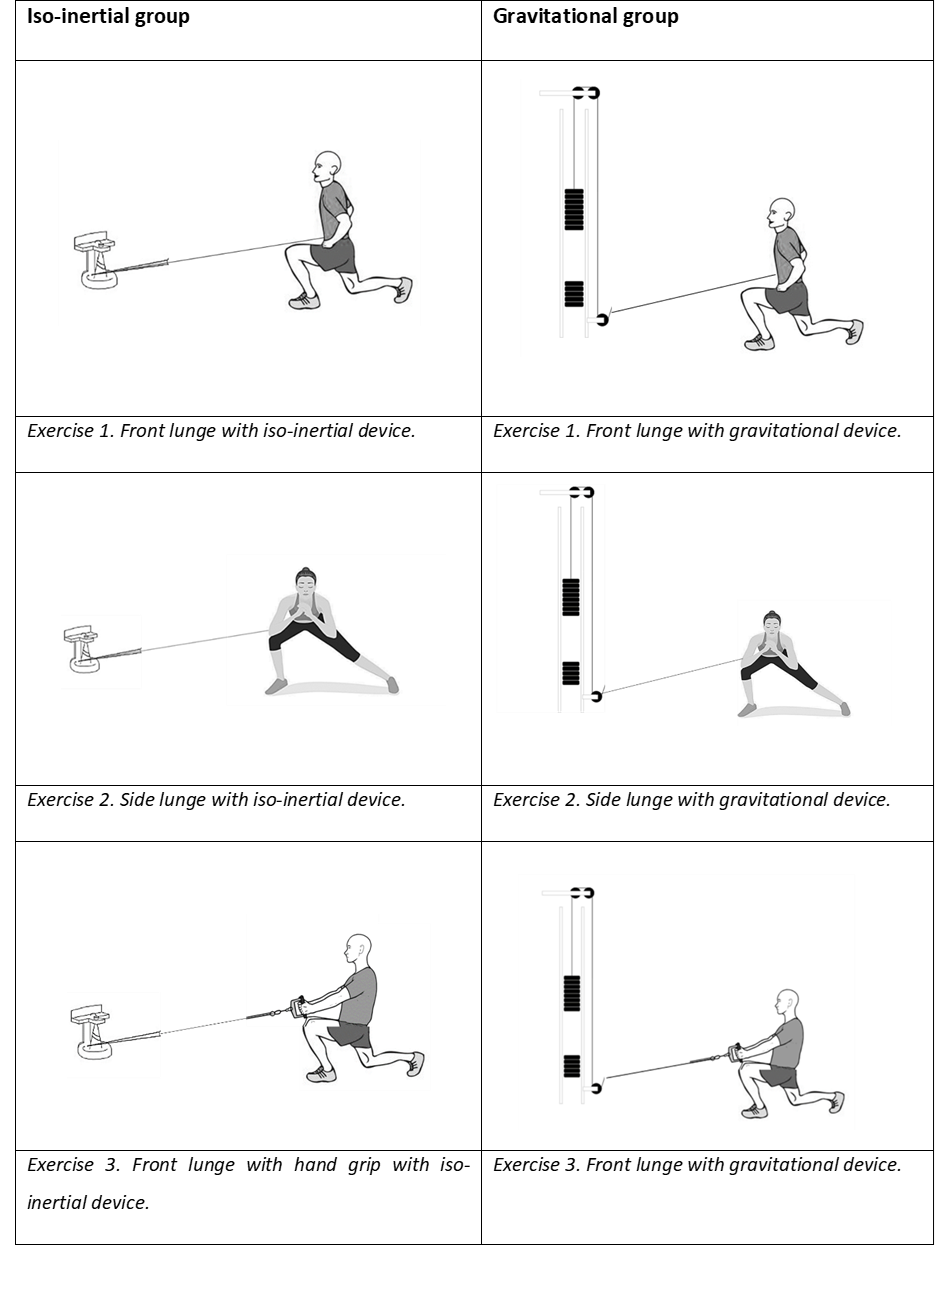 Iso-inertial group
Gravitational group
Exercise 1. Front lunge with iso-inertial device.
Exercise 1. Front lunge with gravitational device.
Exercise 2. Side lunge with iso-inertial device.
Exercise 2. Side lunge with gravitational device.
Exercise 3. Front lunge with hand grip with iso-
inertial device.
Exercise 3. Front lunge with gravitational device.